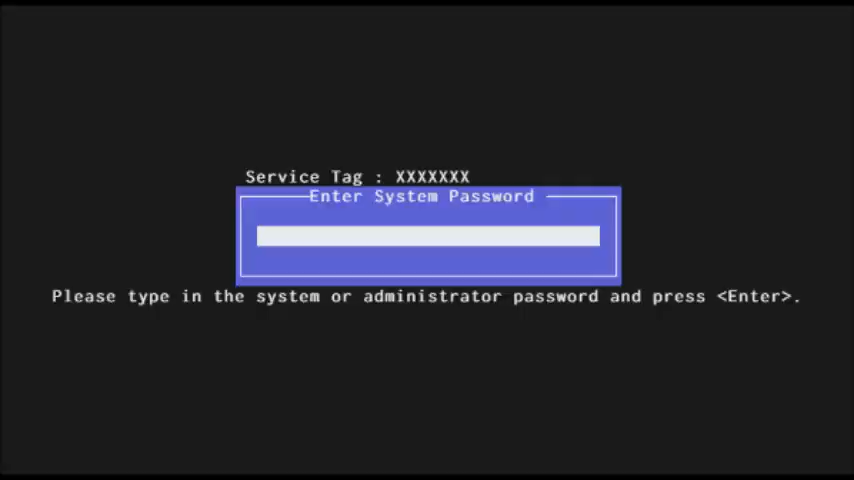 Service Tag : XXXXXXX
Enter System Password
Please type in the system or administrator password and press <Enter>.